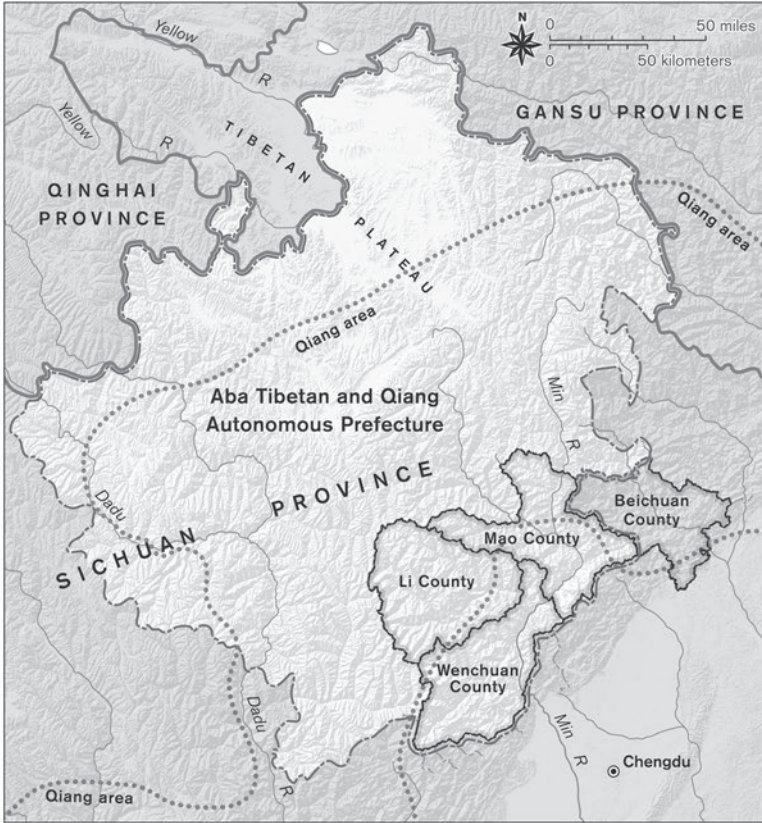 N
0 50 miles
0 50 kilometers
Yellow
R
Yellow
R
TIBETAN
PLATEAU
GANSU PROVINCE
QINGHAI
PROVINCE
Qiang area
Qiang area
Aba Tibetan and Qiang
Autonomous Prefecture
Min R
SICHUAN PROVINCE
Dadu
Beichuan
County
Mao County
Li County
Wenchuan
County
Dadu
R
Min R
Chengdu
Qiang area